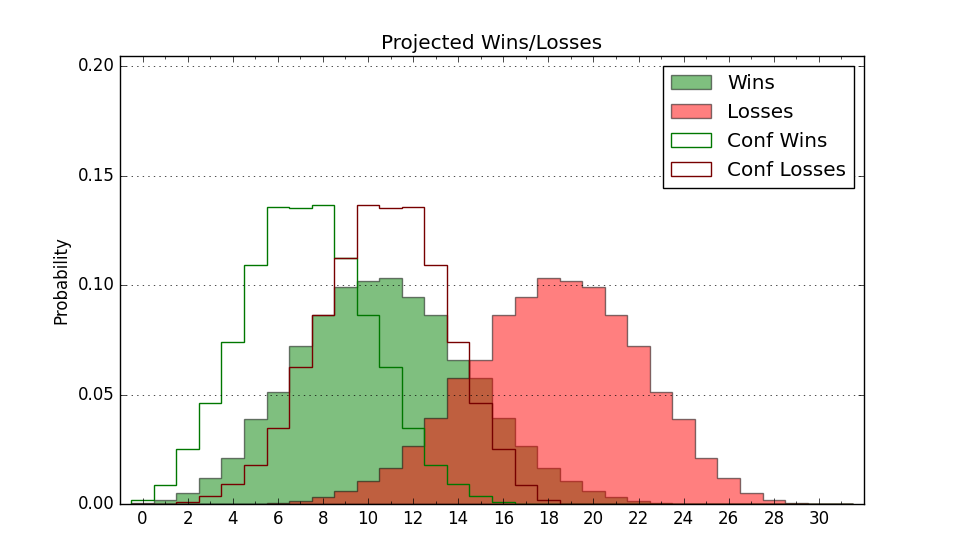 Projected Wins/Losses
0.20
0.15
0.10
0.05
0.00
Probability
Wins
Losses
Conf Wins
Conf Losses
0 2 4 6 8 10 12 14 16 18 20 22 24 26 28 30